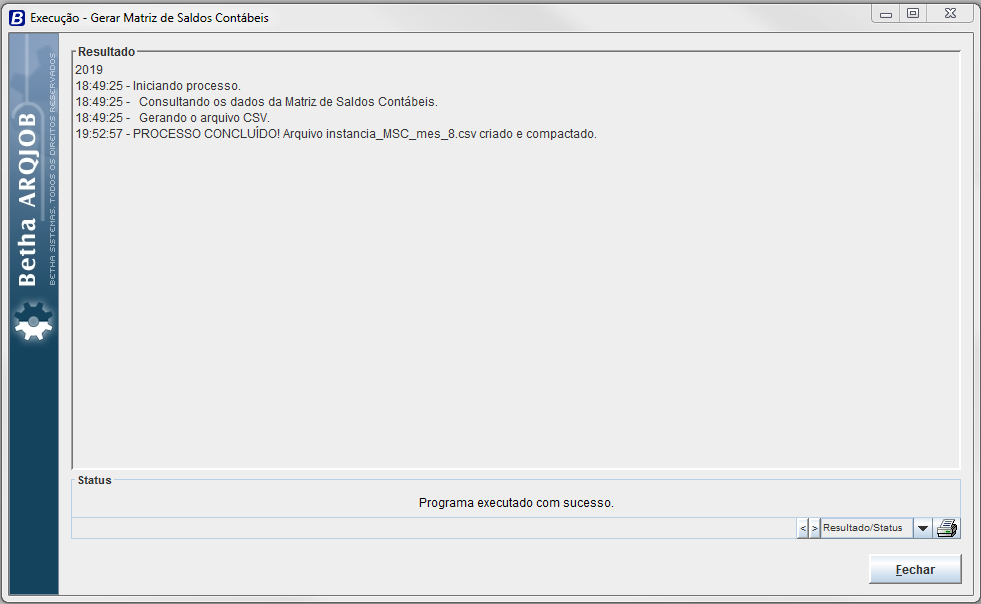 Execução - Gerar Matriz de Saldos Contábeis
Betha ARQJOB
BETHA SISTEMAS. TODOS OS DIREITOS RESERVADOS.
Resultado
2019
18:49:25 - Iniciando processo.
18:49:25 -   Consultando os dados da Matriz de Saldos Contábeis.
18:49:25 -   Gerando o arquivo CSV.
19:52:57 - PROCESSO CONCLUÍDO! Arquivo instancia_MSC_mes_8.csv criado e compactado.
Status
Programa executado com sucesso.
< > Resultado/Status
Fechar